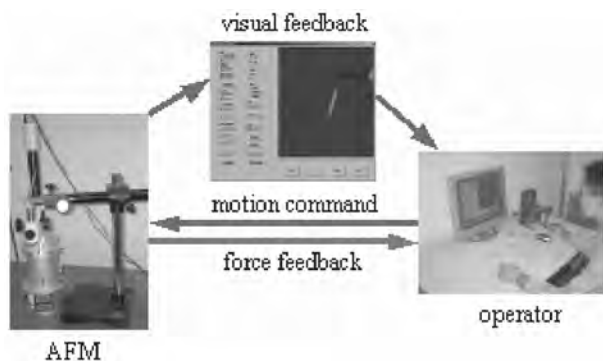 visual feedback
motion command
force feedback
operator
AFM